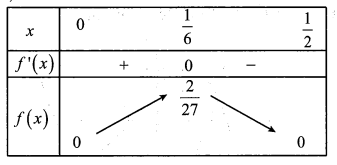 x 0 1/6 1/2
f'(x) + 0 −
2/27
f(x)
0 0